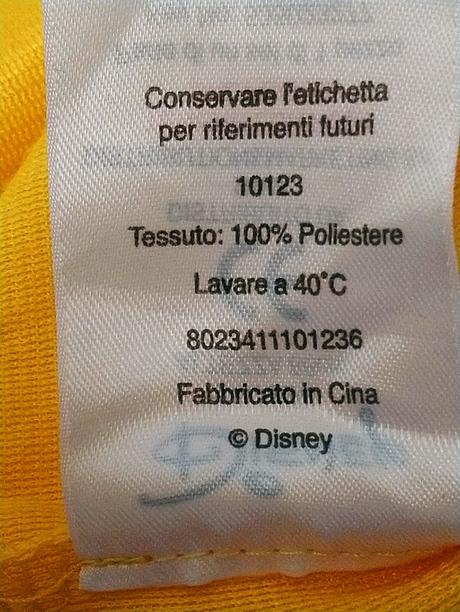 Conservare l'etichetta
per riferimenti futuri
10123
Tessuto: 100% Poliestere
Lavare a 40°C
8023411101236
Fabbricato in Cina
© Disney